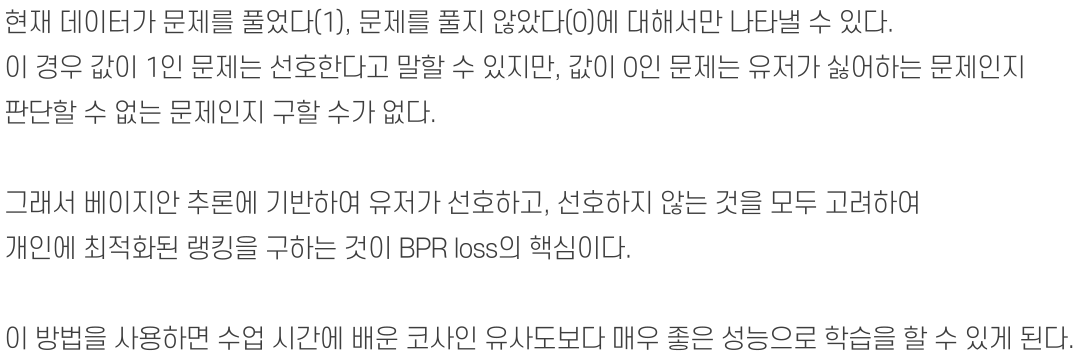 현재 데이터가 문제를 풀었다(1), 문제를 풀지 않았다(0)에 대해서만 나타낼 수 있다.
이 경우 값이 1인 문제는 선호한다고 말할 수 있지만, 값이 0인 문제는 유저가 싫어하는 문제인지
판단할 수 없는 문제인지 구할 수가 없다.
그래서 베이지안 추론에 기반하여 유저가 선호하고, 선호하지 않는 것을 모두 고려하여
개인에 최적화된 랭킹을 구하는 것이 BPR loss의 핵심이다.
이 방법을 사용하면 수업 시간에 배운 코사인 유사도보다 매우 좋은 성능으로 학습을 할 수 있게 된다.